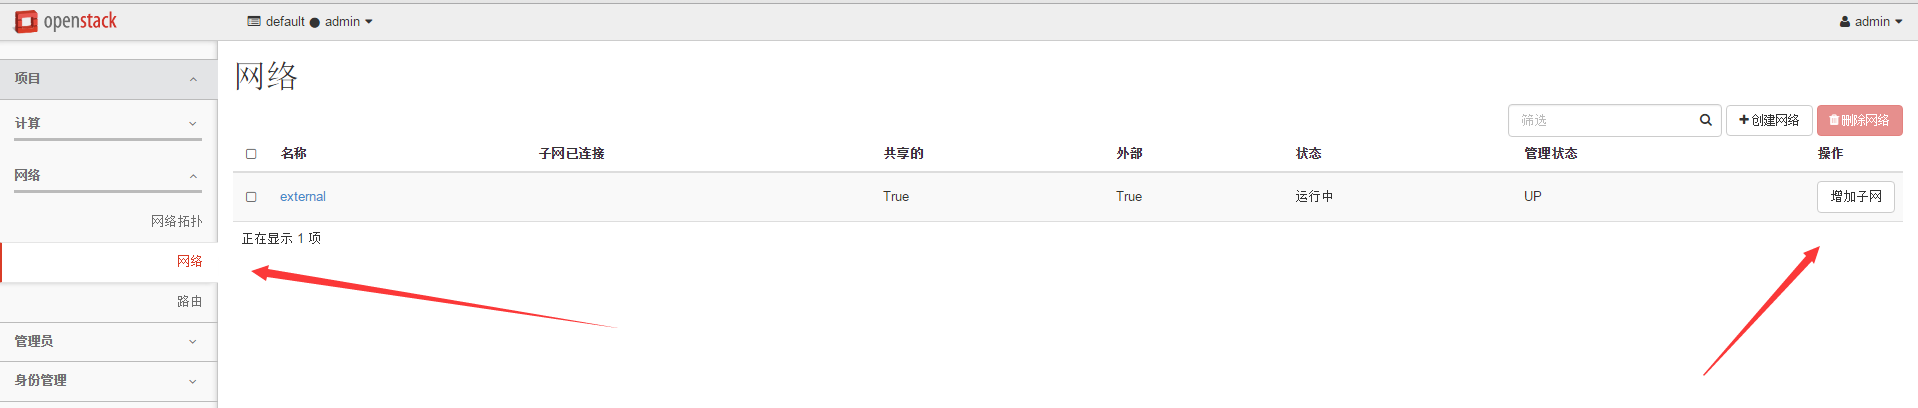 openstack default admin admin
项目
计算
网络
网络拓扑
网络
路由
管理员
身份管理
网络
筛选 创建网络 删除网络
名称 子网已连接 共享的 外部 状态 管理状态 操作
external True True 运行中 UP 增加子网
正在显示 1 项